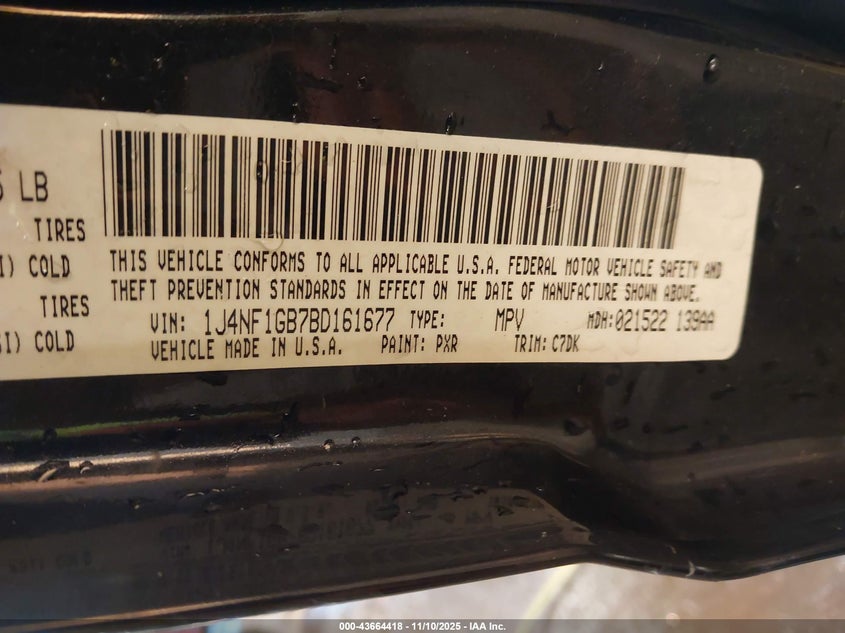 LB
TIRES
COLD
TIRES
COLD
THIS VEHICLE CONFORMS TO ALL APPLICABLE U.S.A. FEDERAL MOTOR VEHICLE SAFETY AND
THEFT PREVENTION STANDARDS IN EFFECT ON THE DATE OF MANUFACTURE SHOWN ABOVE.
VIN: 1J4NF1GB7BD161677 TYPE: MPV MDH:021522 139AA
VEHICLE MADE IN U.S.A. PAINT: PXR TRIM: C7DK
000-43664418 - 11/10/2025 - IAA Inc.